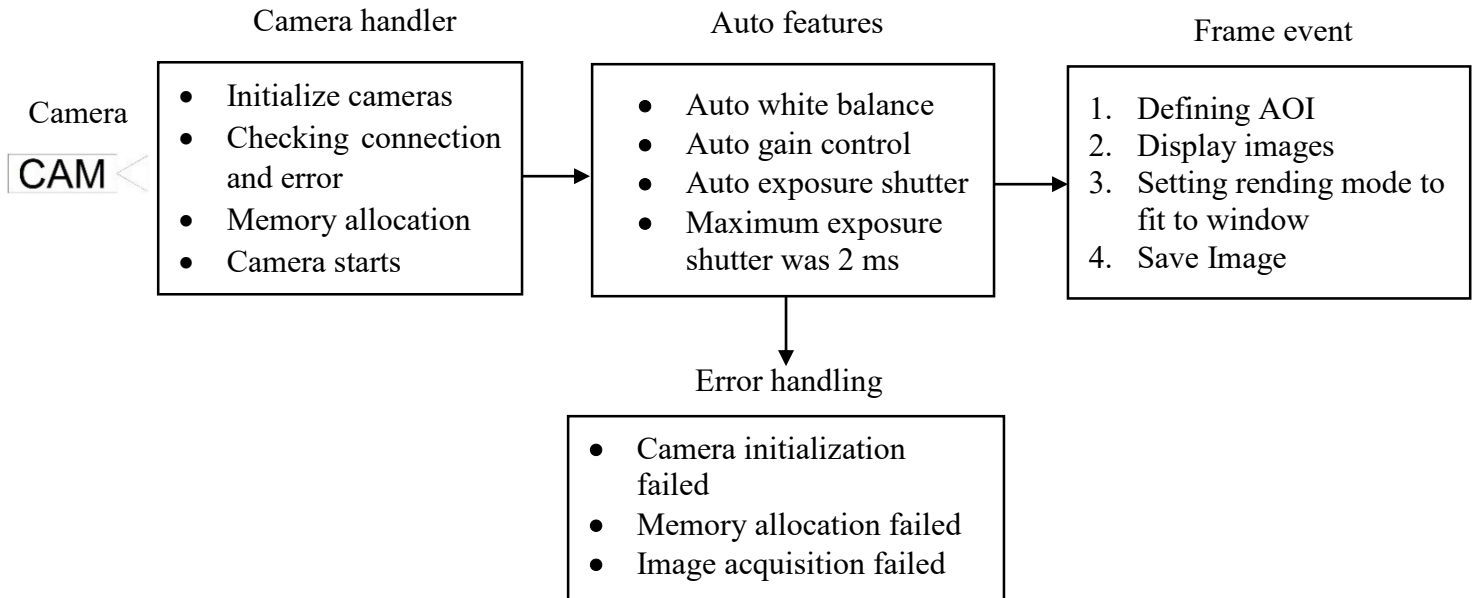 Camera
CAM
Camera handler
• Initialize cameras
• Checking connection
and error
• Memory allocation
• Camera starts
Auto features
• Auto white balance
• Auto gain control
• Auto exposure shutter
• Maximum exposure
shutter was 2 ms
Frame event
1. Defining AOI
2. Display images
3. Setting rending mode to
fit to window
4. Save Image
Error handling
• Camera initialization
failed
• Memory allocation failed
• Image acquisition failed